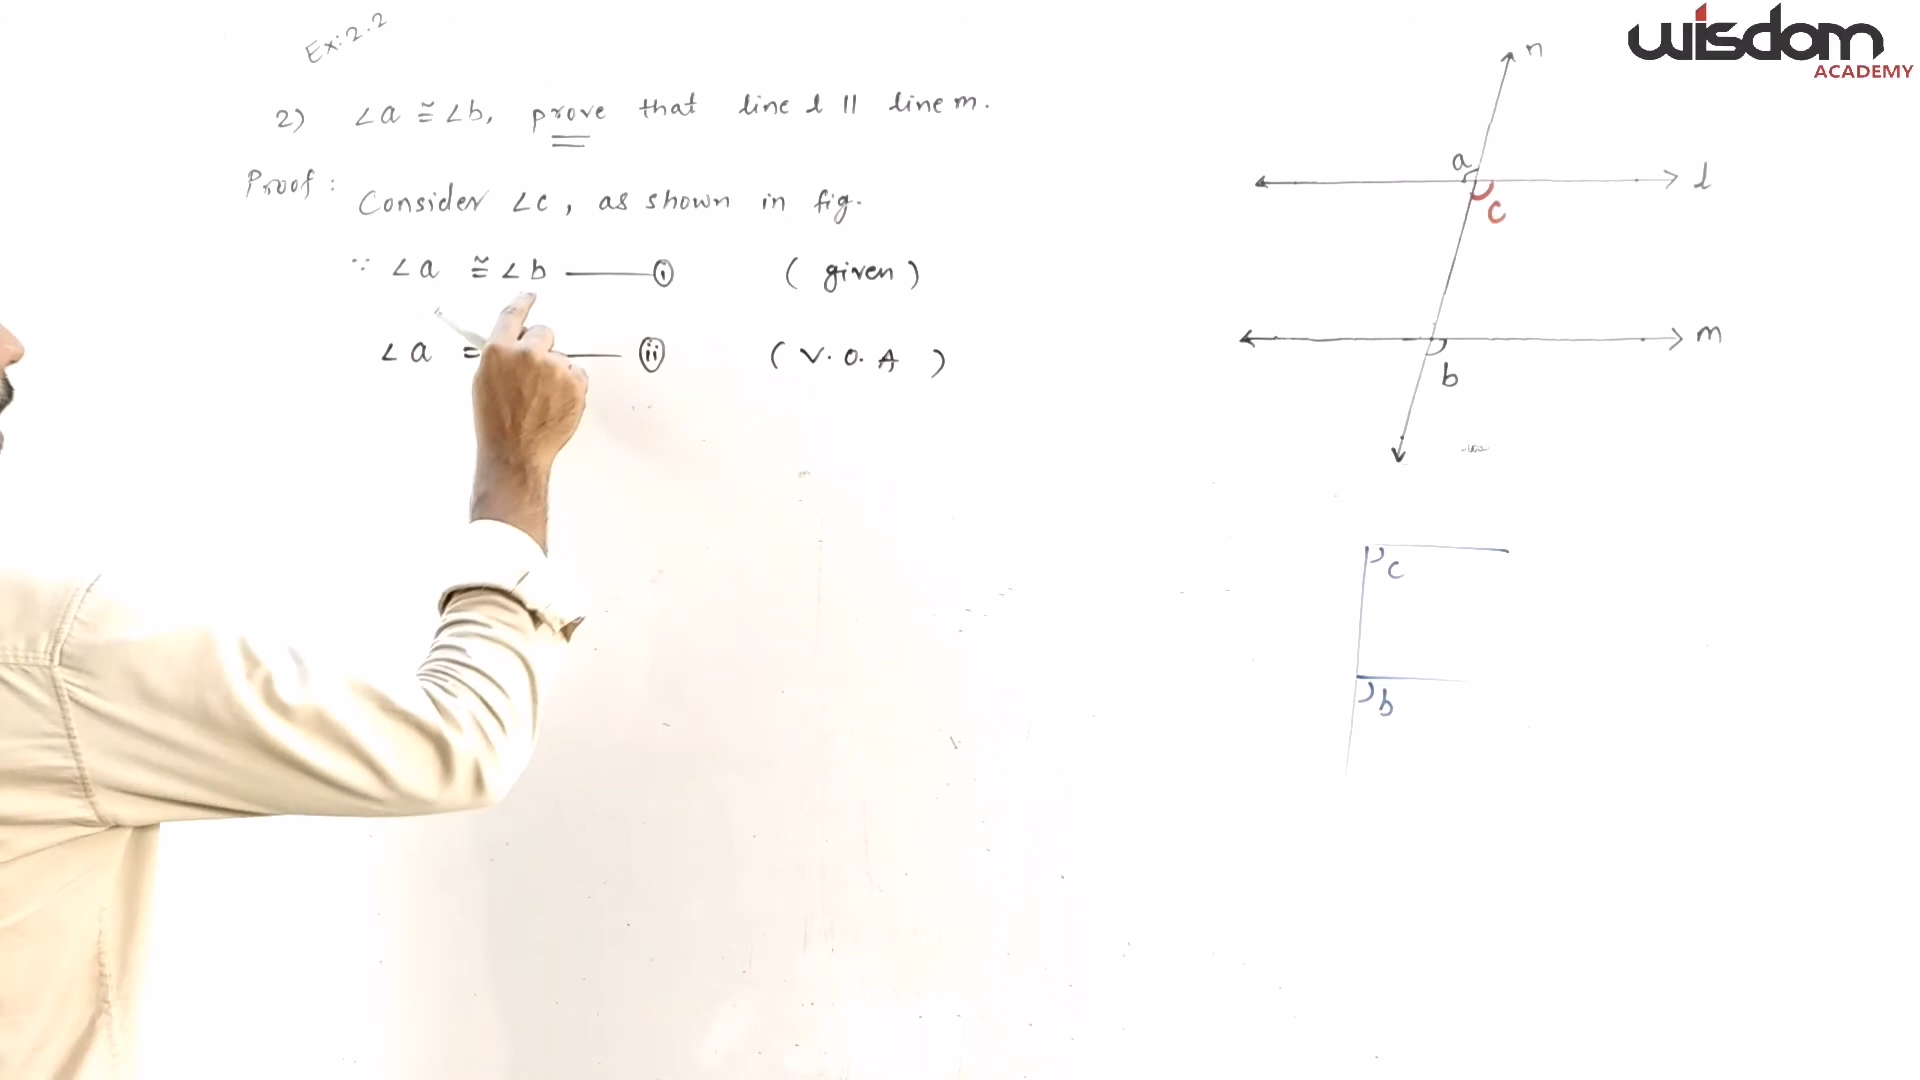 Ex: 2.2
2) ∠a ≅ ∠b, prove that line l || line m.
Proof :
Consider ∠c, as shown in fig.
∵ ∠a ≅ ∠b —— (i) ( given )
∠a = —— (ii) ( V. O. A )
n
a
l
c
m
b
c
b
wisdom
ACADEMY